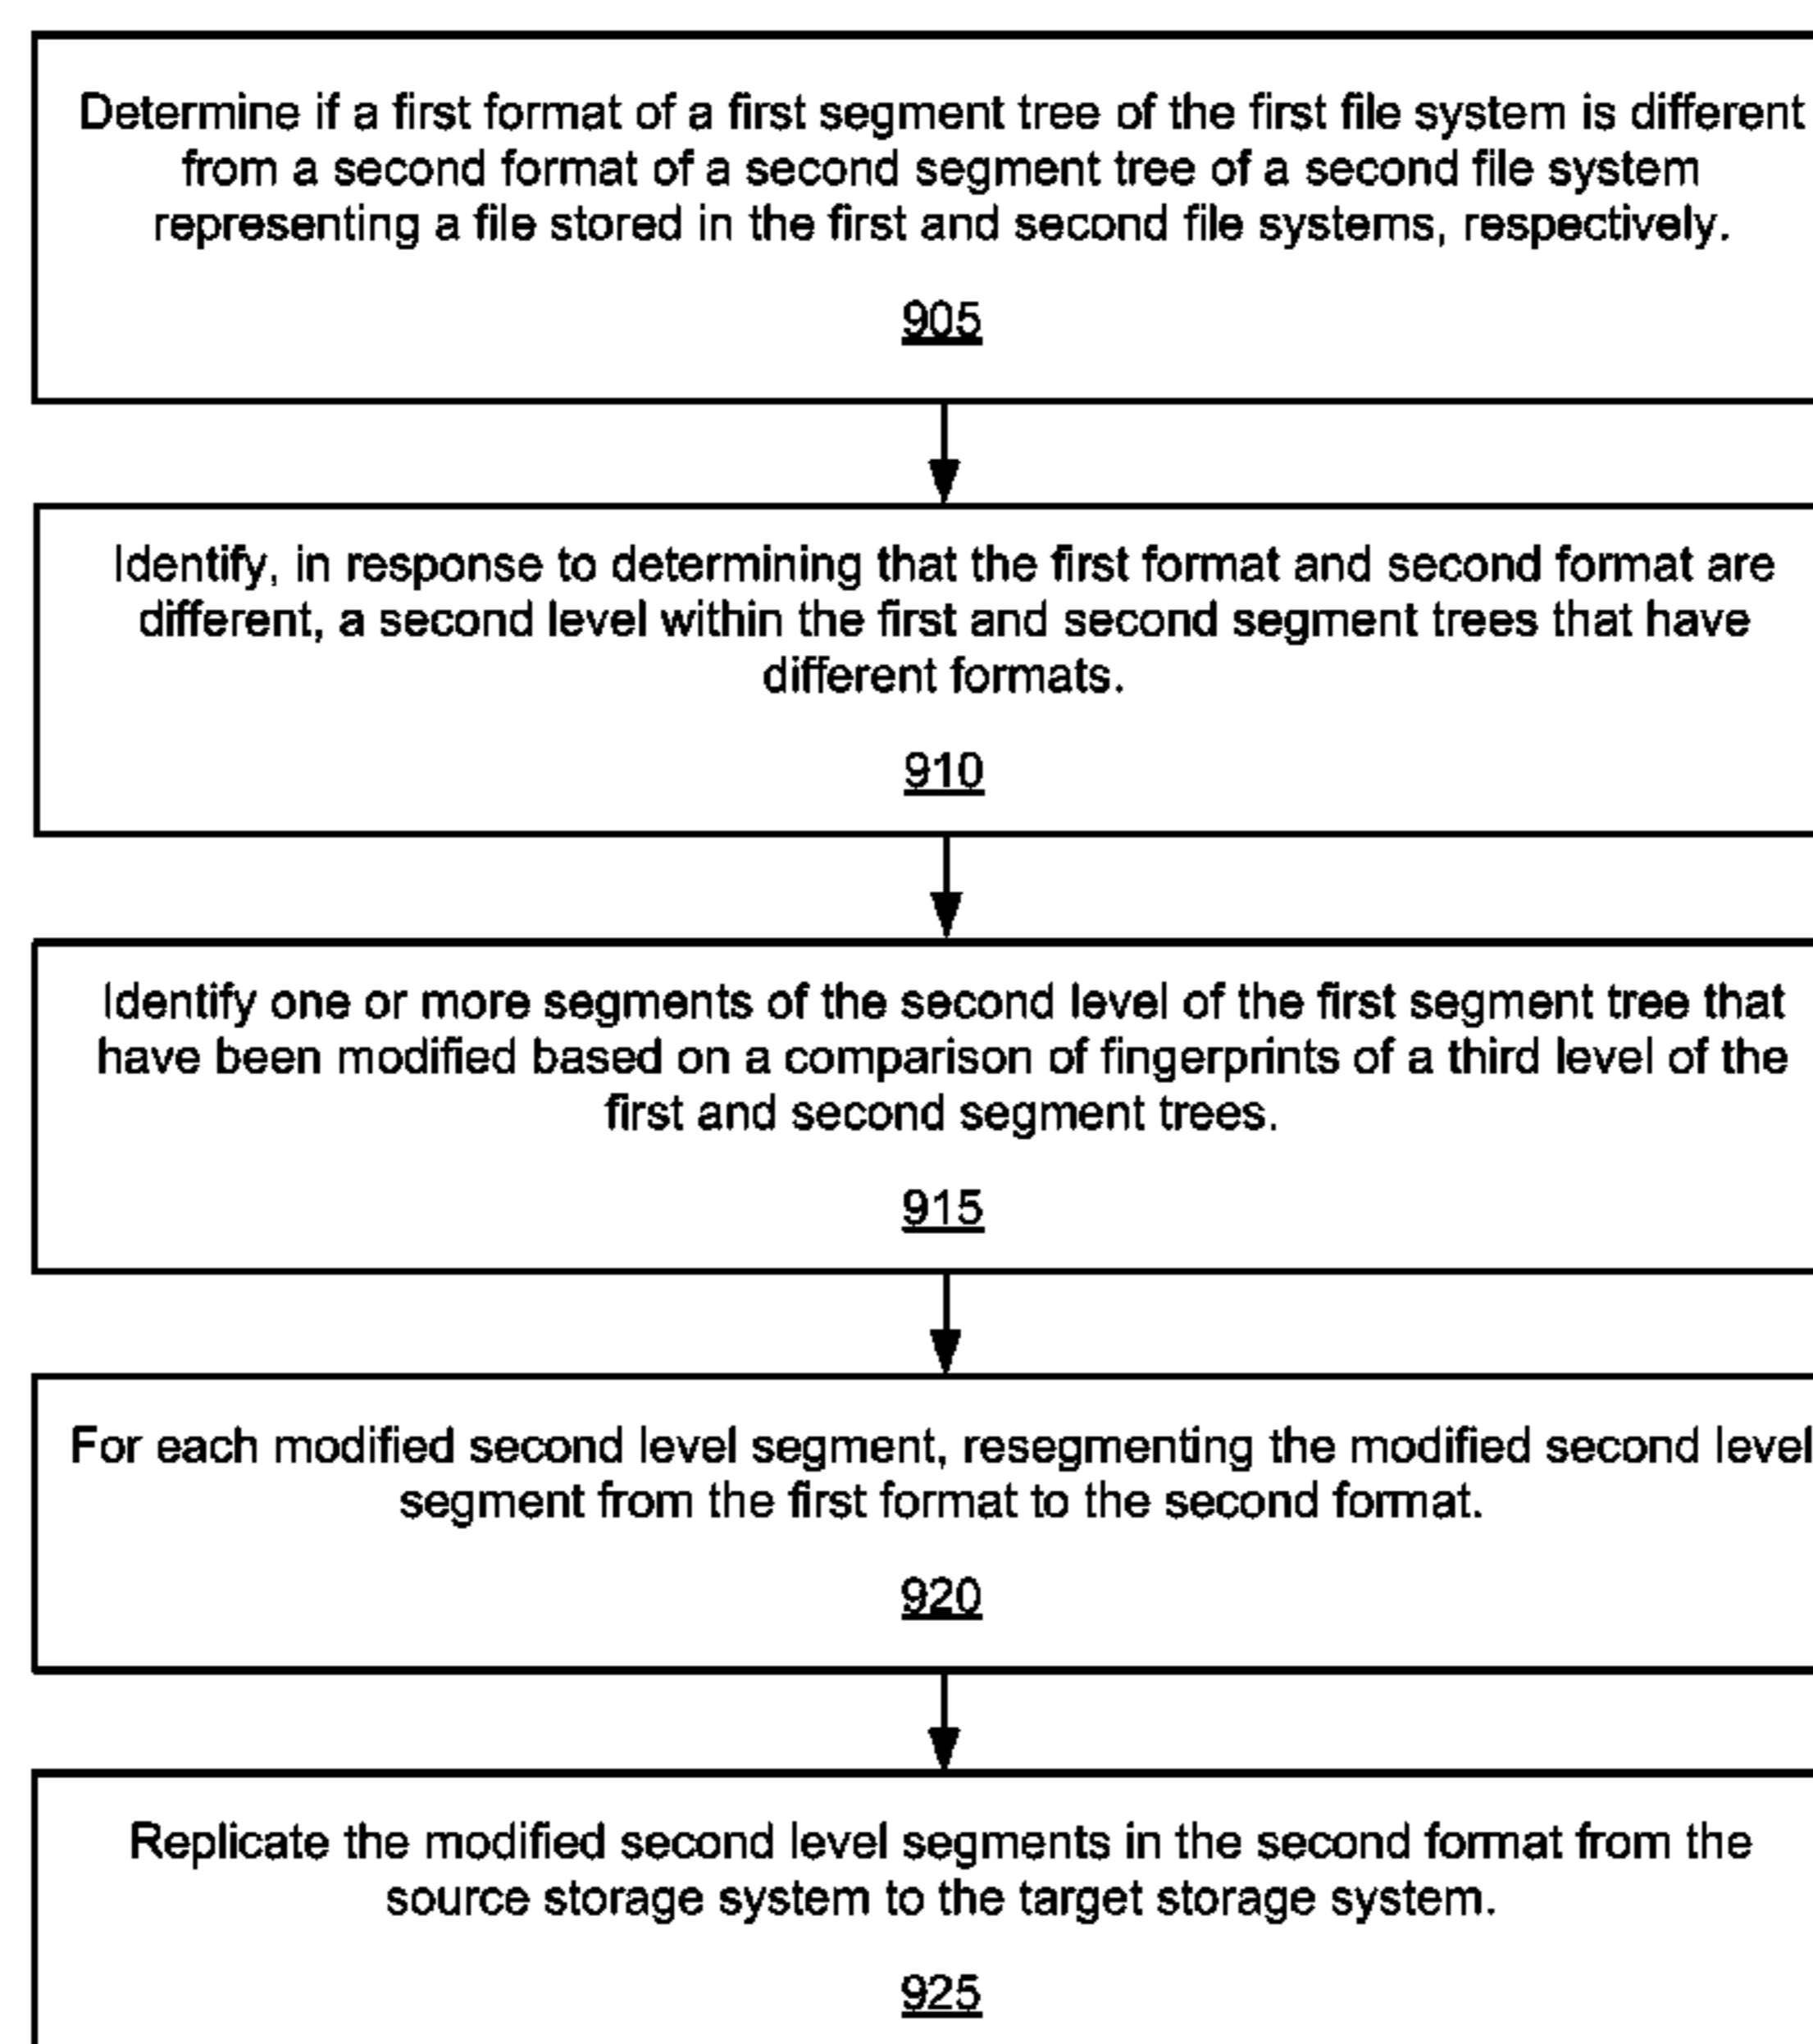 Determine if a first format of a first segment tree of the first file system is different
from a second format of a second segment tree of a second file system
representing a file stored in the first and second file systems, respectively.
905
Identify, in response to determining that the first format and second format are
different, a second level within the first and second segment trees that have
different formats.
910
Identify one or more segments of the second level of the first segment tree that
have been modified based on a comparison of fingerprints of a third level of the
first and second segment trees.
915
For each modified second level segment, resegmenting the modified second level
segment from the first format to the second format.
920
Replicate the modified second level segments in the second format from the
source storage system to the target storage system.
925